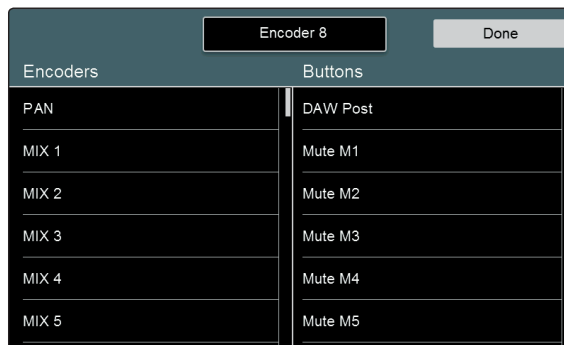 Encoder 8
Done
Encoders
Buttons
PAN
DAW Post
MIX 1
Mute M1
MIX 2
Mute M2
MIX 3
Mute M3
MIX 4
Mute M4
MIX 5
Mute M5